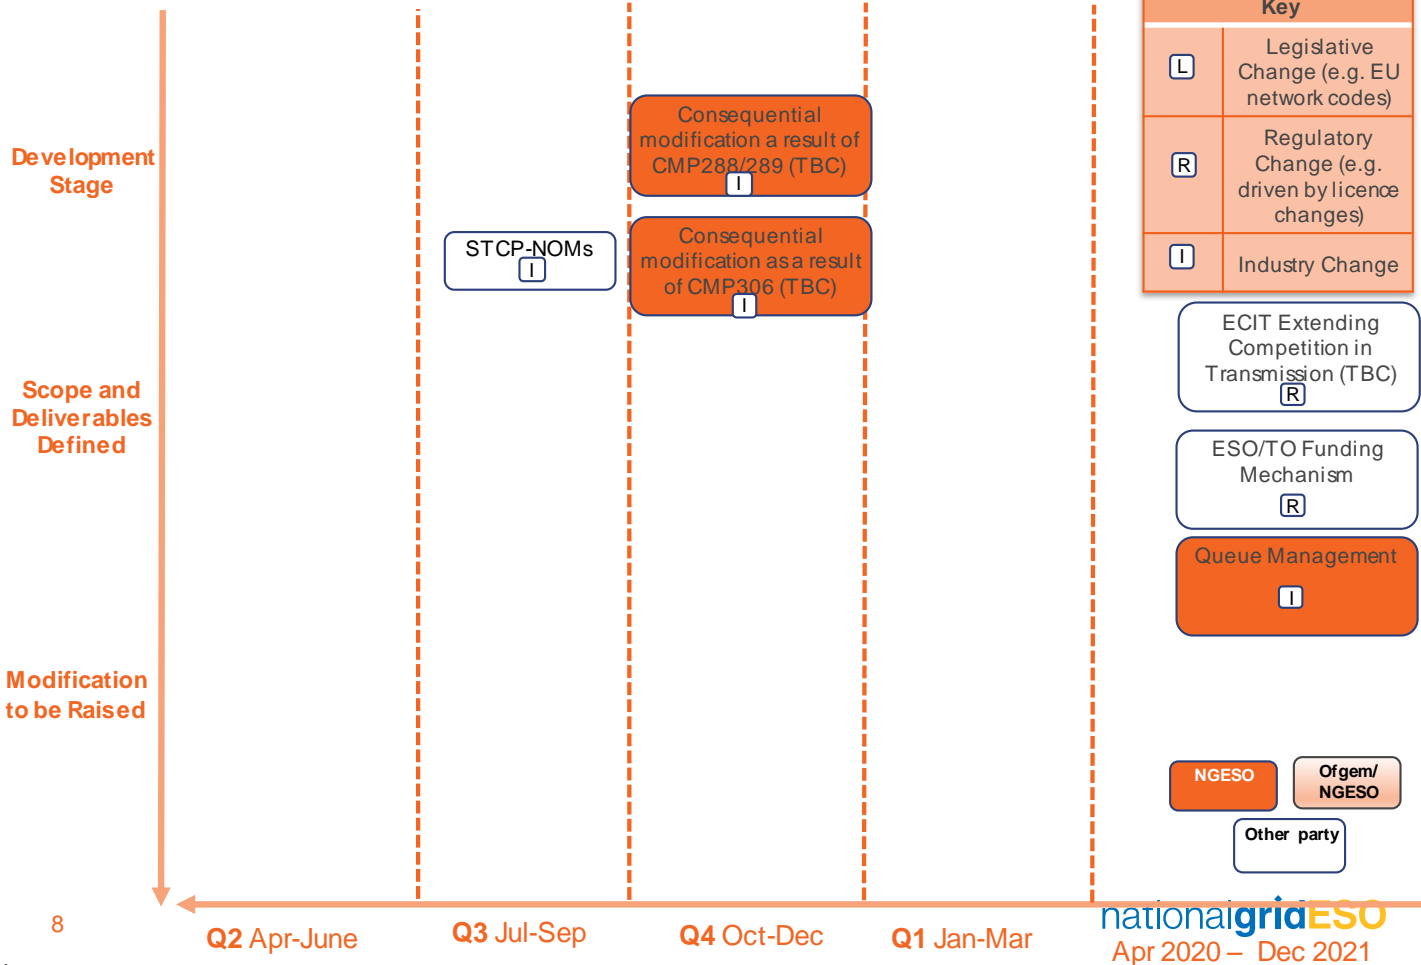 Key
L
Legislative
Change (e.g. EU
network codes)
R
Regulatory
Change (e.g.
driven by licence
changes)
I
Industry Change
Development
Stage
Consequential
modification a result of
CMP288/289 (TBC)
I
STCP-NOMs
I
Consequential
modification as a result
of CMP306 (TBC)
I
Scope and
Deliverables
Defined
ECIT Extending
Competition in
Transmission (TBC)
R
ESO/TO Funding
Mechanism
R
Queue Management
I
Modification
to be Raised
NGESO
Ofgem/
NGESO
Other party
8
Q2 Apr-June
Q3 Jul-Sep
Q4 Oct-Dec
Q1 Jan-Mar
nationalgridESO
Apr 2020 – Dec 2021